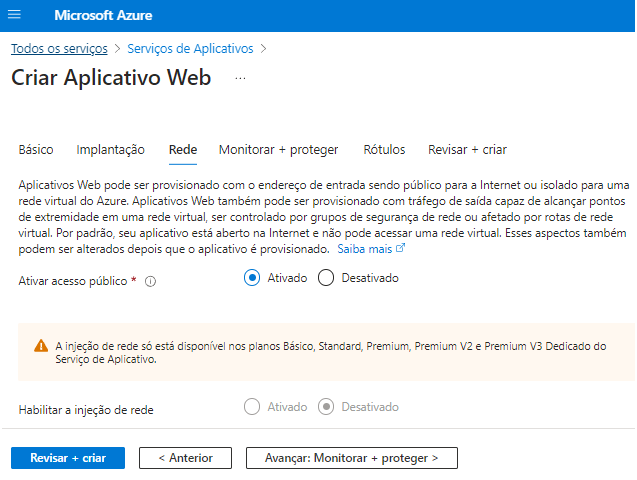 Microsoft Azure
Todos os serviços > Serviços de Aplicativos >
Criar Aplicativo Web ...
Básico Implantação Rede Monitorar + proteger Rótulos Revisar + criar
Aplicativos Web pode ser provisionado com o endereço de entrada sendo público para a Internet ou isolado para uma
rede virtual do Azure. Aplicativos Web também pode ser provisionado com tráfego de saída capaz de alcançar pontos
de extremidade em uma rede virtual, ser controlado por grupos de segurança de rede ou afetado por rotas de rede
virtual. Por padrão, seu aplicativo está aberto na Internet e não pode acessar uma rede virtual. Esses aspectos também
podem ser alterados depois que o aplicativo é provisionado. Saiba mais
Ativar acesso público * Ativado Desativado
A injeção de rede só está disponível nos planos Básico, Standard, Premium, Premium V2 e Premium V3 Dedicado do
Serviço de Aplicativo.
Habilitar a injeção de rede Ativado Desativado
Revisar + criar < Anterior Avançar: Monitorar + proteger >